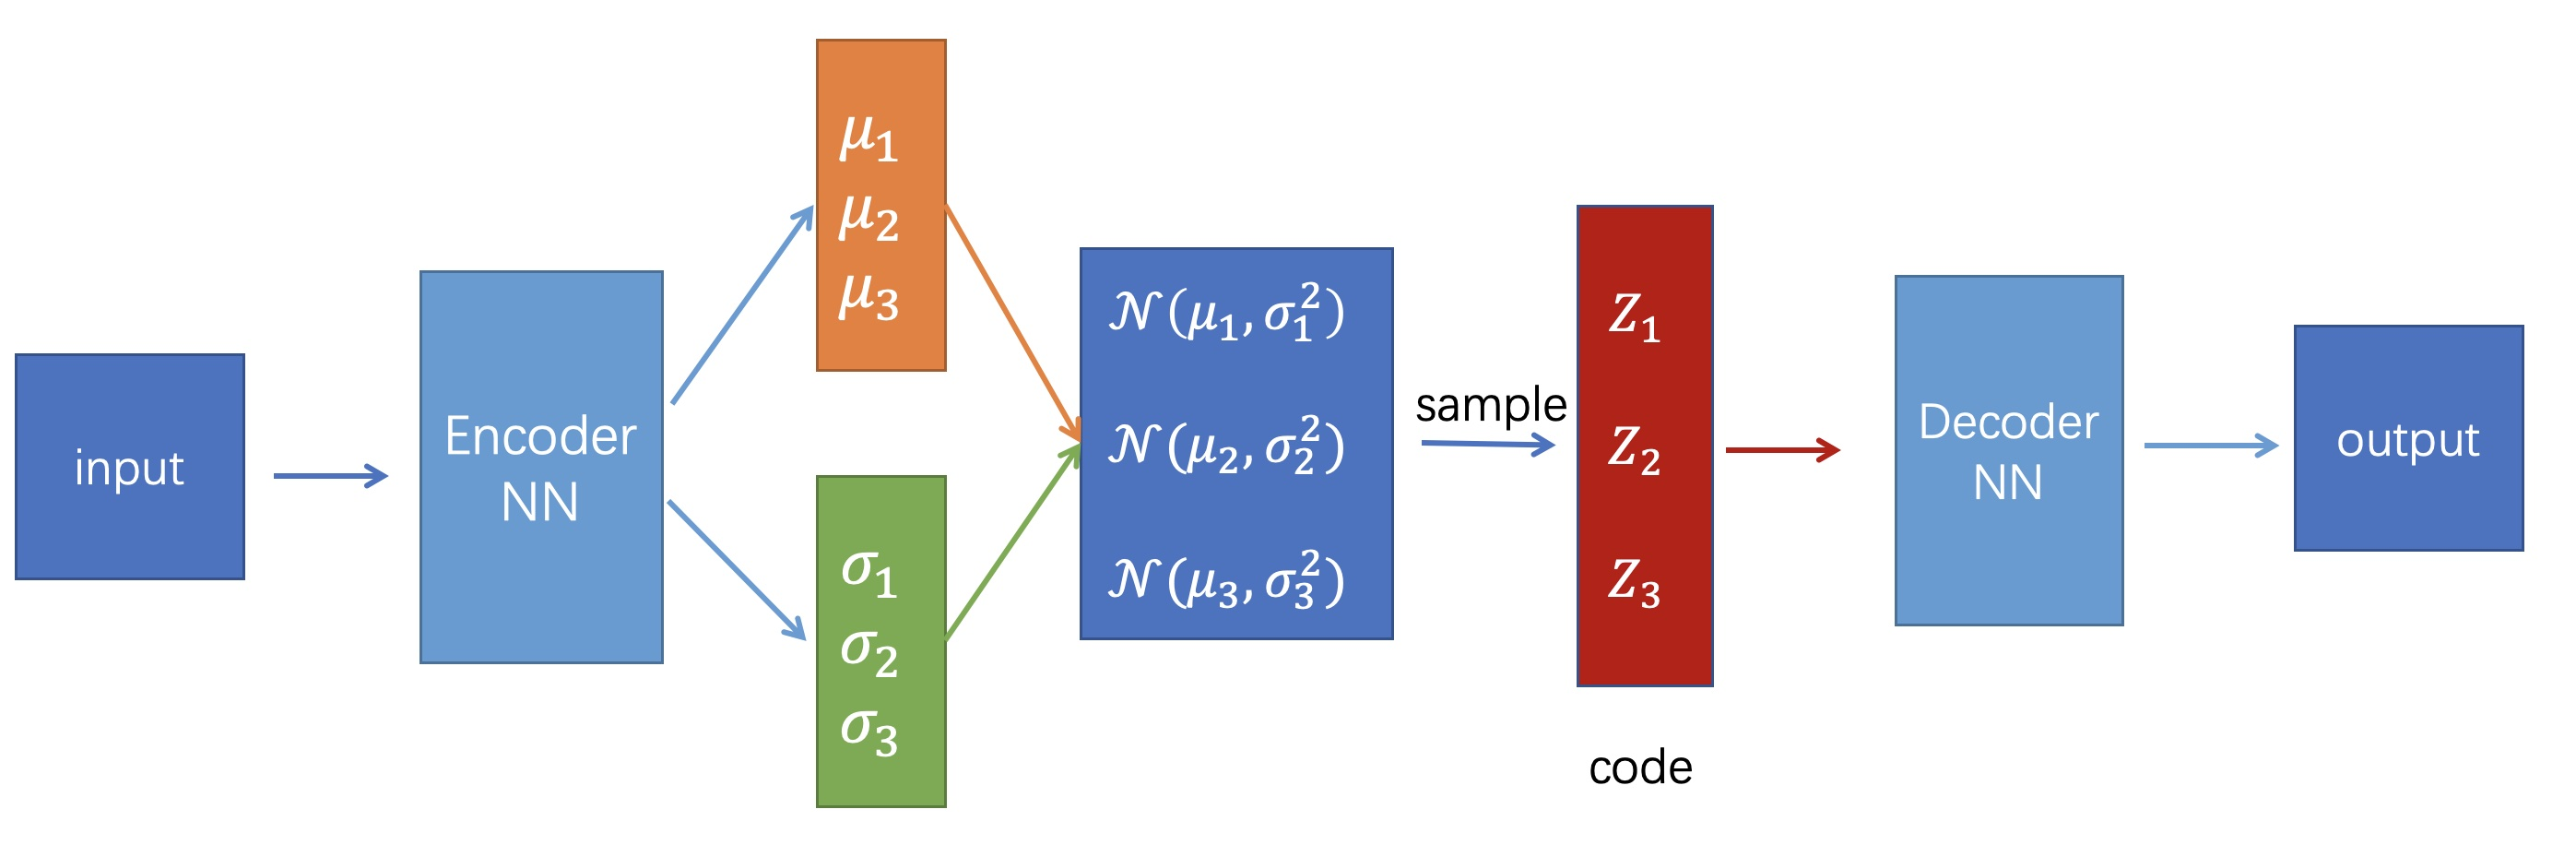 input
Encoder
NN
μ₁
μ₂
μ₃
σ₁
σ₂
σ₃
𝒩(μ₁, σ₁²)
𝒩(μ₂, σ₂²)
𝒩(μ₃, σ₃²)
sample
Z₁
Z₂
Z₃
code
Decoder
NN
output